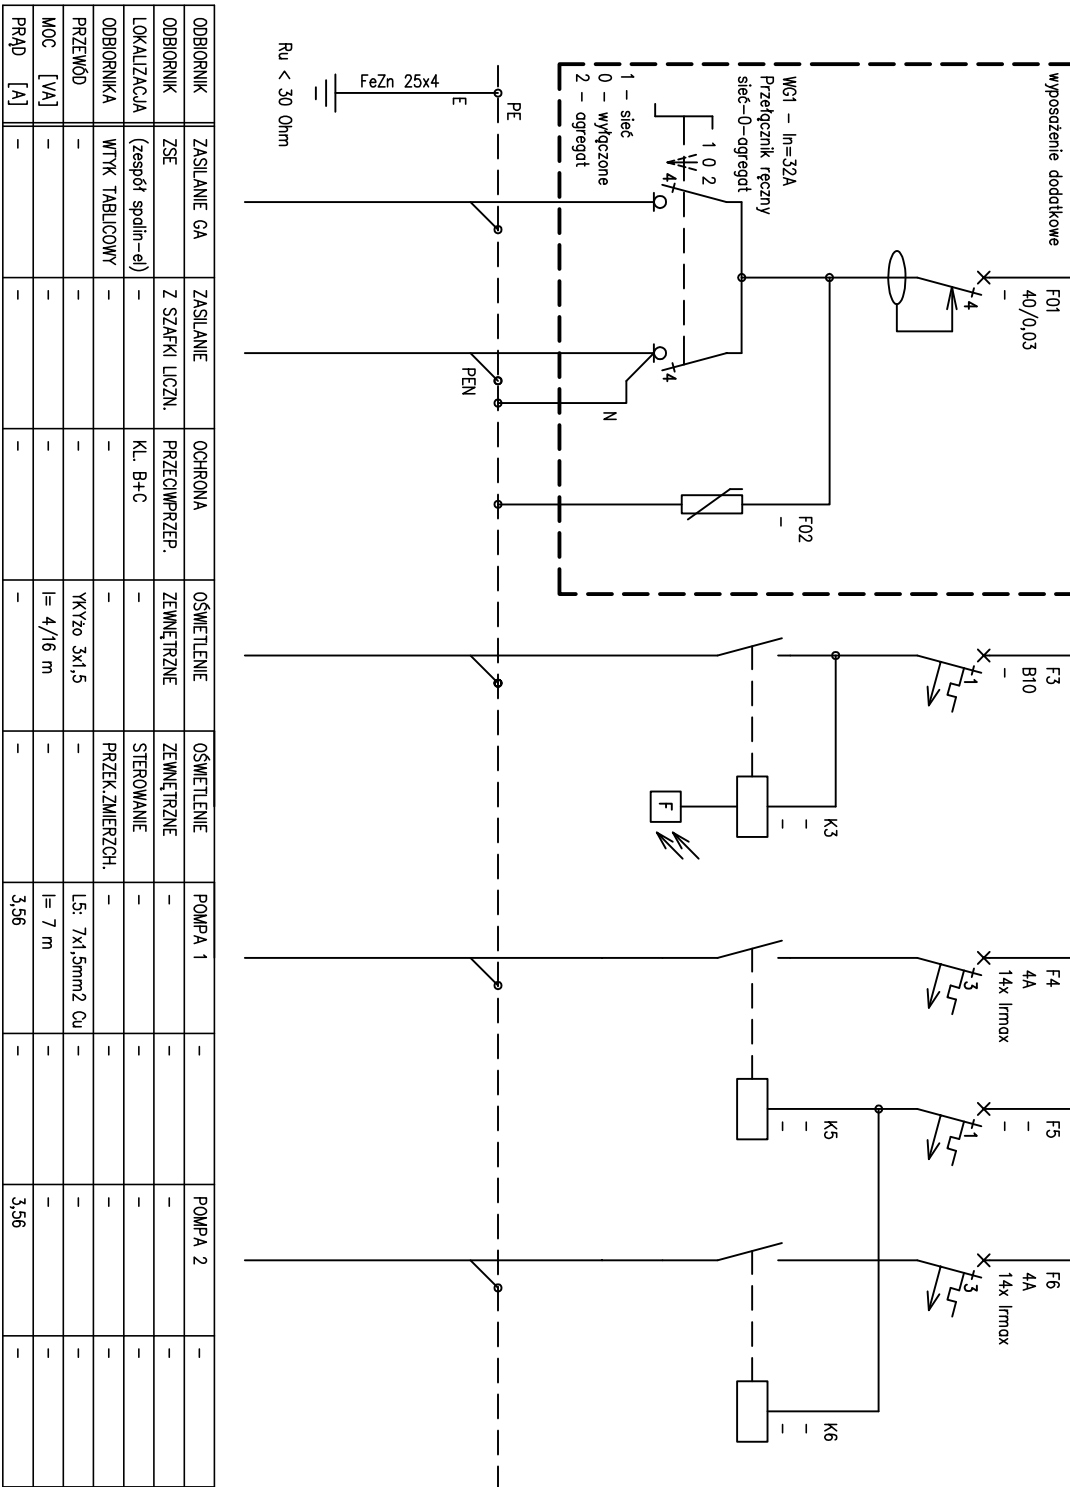 wyposażenie dodatkowe
F01
40/0,03
-
4
WG1 - In=32A
Przełącznik ręczny
sieć-0-agregat
1 0 2
4
4
1 - sieć
0 - wyłączone
2 - agregat
F02
-
F3
B10
-
1
K3
-
-
F
F4
4A
14x Irmax
3
F5
-
-
1
K5
-
-
F6
4A
14x Irmax
3
K6
-
-
N
PEN
PE
E
FeZn 25x4
Ru < 30 Ohm
ODBIORNIK ZASILANIE GA ZASILANIE OCHRONA OŚWIETLENIE OŚWIETLENIE POMPA 1 - POMPA 2 -
ODBIORNIK ZSE Z SZAFKI LICZN. PRZECIWPRZEP. ZEWNĘTRZNE ZEWNĘTRZNE - - - -
LOKALIZACJA (zespół spalin-el) - KL. B+C - STEROWANIE - - - -
ODBIORNIKA WTYK TABLICOWY - - - PRZEK.ZMIERZCH. - - - -
PRZEWÓD - - - YKYżo 3x1,5 - L5: 7x1,5mm2 Cu - - -
MOC [VA] - - - l= 4/16 m - l= 7 m - - -
PRĄD [A] - - - - - 3,56 - 3,56 -